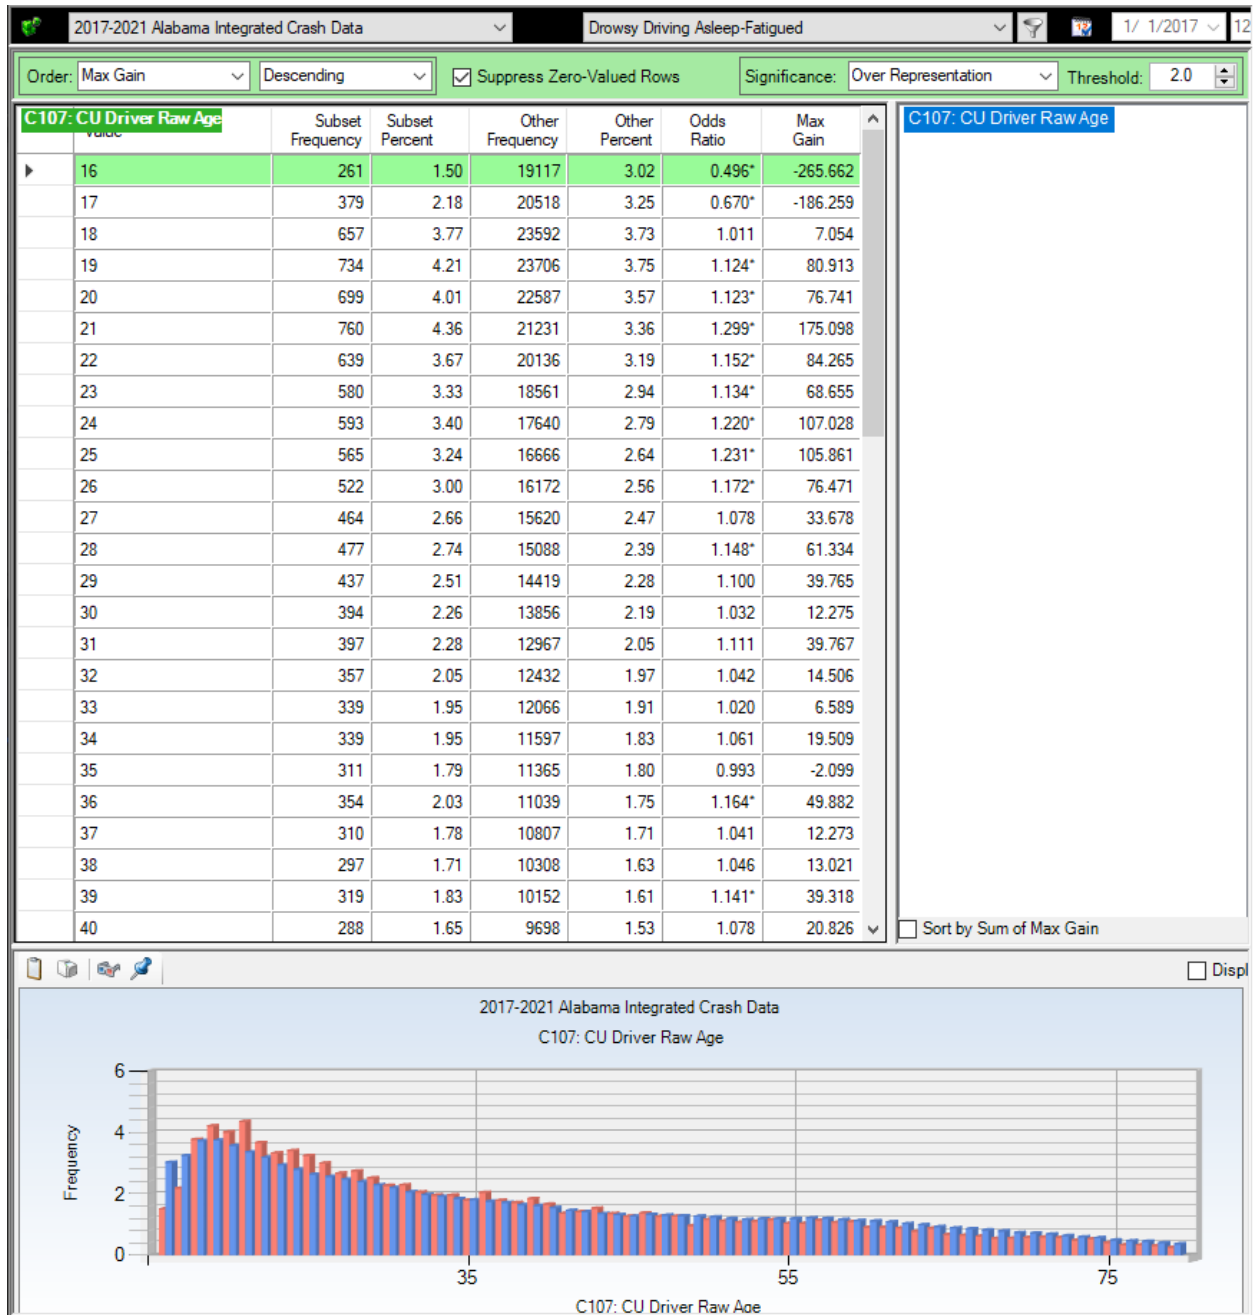 2017-2021 Alabama Integrated Crash Data Drowsy Driving Asleep-Fatigued 1/ 1/2017 12
Order: Max Gain Descending Suppress Zero-Valued Rows Significance: Over Representation Threshold: 2.0
C107: CU Driver Raw Age Subset Frequency Subset Percent Other Frequency Other Percent Odds Ratio Max Gain C107: CU Driver Raw Age
Value
16 261 1.50 19117 3.02 0.496* -265.662
17 379 2.18 20518 3.25 0.670* -186.259
18 657 3.77 23592 3.73 1.011 7.054
19 734 4.21 23706 3.75 1.124* 80.913
20 699 4.01 22587 3.57 1.123* 76.741
21 760 4.36 21231 3.36 1.299* 175.098
22 639 3.67 20136 3.19 1.152* 84.265
23 580 3.33 18561 2.94 1.134* 68.655
24 593 3.40 17640 2.79 1.220* 107.028
25 565 3.24 16666 2.64 1.231* 105.861
26 522 3.00 16172 2.56 1.172* 76.471
27 464 2.66 15620 2.47 1.078 33.678
28 477 2.74 15088 2.39 1.148* 61.334
29 437 2.51 14419 2.28 1.100 39.765
30 394 2.26 13856 2.19 1.032 12.275
31 397 2.28 12967 2.05 1.111 39.767
32 357 2.05 12432 1.97 1.042 14.506
33 339 1.95 12066 1.91 1.020 6.589
34 339 1.95 11597 1.83 1.061 19.509
35 311 1.79 11365 1.80 0.993 -2.099
36 354 2.03 11039 1.75 1.164* 49.882
37 310 1.78 10807 1.71 1.041 12.273
38 297 1.71 10308 1.63 1.046 13.021
39 319 1.83 10152 1.61 1.141* 39.318
40 288 1.65 9698 1.53 1.078 20.826 Sort by Sum of Max Gain
Displ
2017-2021 Alabama Integrated Crash Data
C107: CU Driver Raw Age
6
4
Frequency
2
0
35 55 75
C107: CU Driver Raw Age